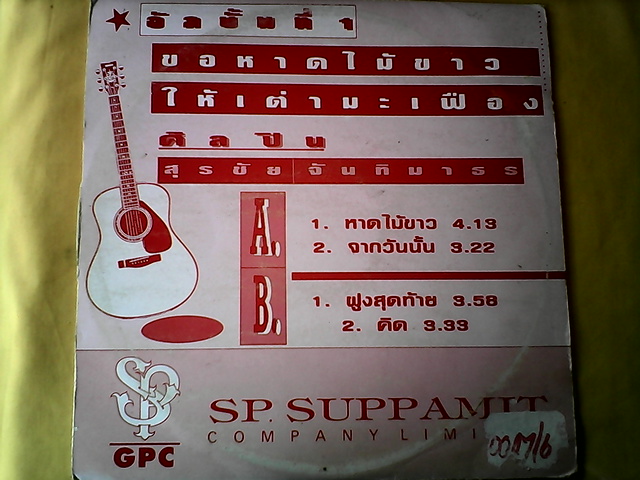 อัลบั้มที่ 1
ขอหาดไม้ขาว
ให้เต่ามะเฟือง
ศิลปิน
สุรชัย จันทิมาธร
A.
1. หาดไม้ขาว 4.13
2. จากวันนั้น 3.22
B.
1. ฝูงสุดท้าย 3.58
2. คิด 3.33
SP
GPC
SP. SUPPAMIT
COMPANY LIMI